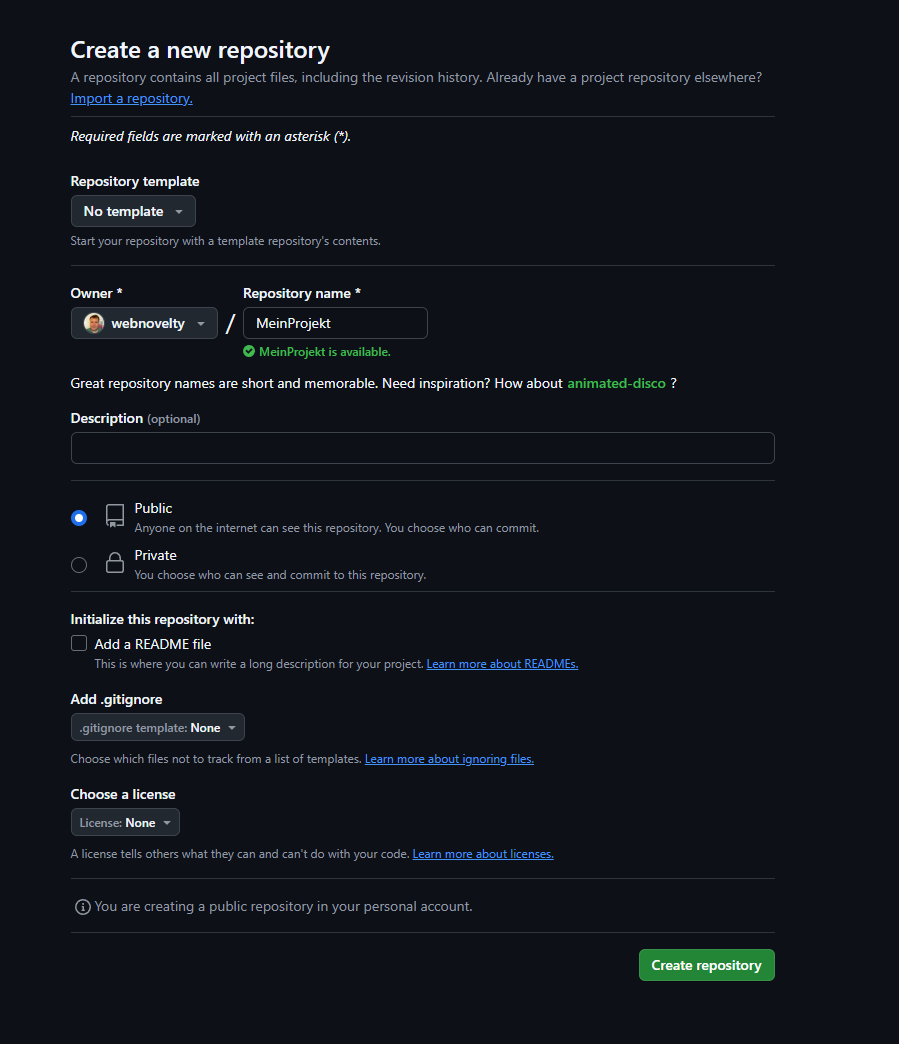 Create a new repository
A repository contains all project files, including the revision history. Already have a project repository elsewhere?
Import a repository.
Required fields are marked with an asterisk (*).
Repository template
No template
Start your repository with a template repository's contents.
Owner *
Repository name *
webnovelty
/
MeinProjekt
MeinProjekt is available.
Great repository names are short and memorable. Need inspiration? How about animated-disco ?
Description (optional)
Public
Anyone on the internet can see this repository. You choose who can commit.
Private
You choose who can see and commit to this repository.
Initialize this repository with:
Add a README file
This is where you can write a long description for your project. Learn more about READMEs.
Add .gitignore
.gitignore template: None
Choose which files not to track from a list of templates. Learn more about ignoring files.
Choose a license
License: None
A license tells others what they can and can't do with your code. Learn more about licenses.
You are creating a public repository in your personal account.
Create repository